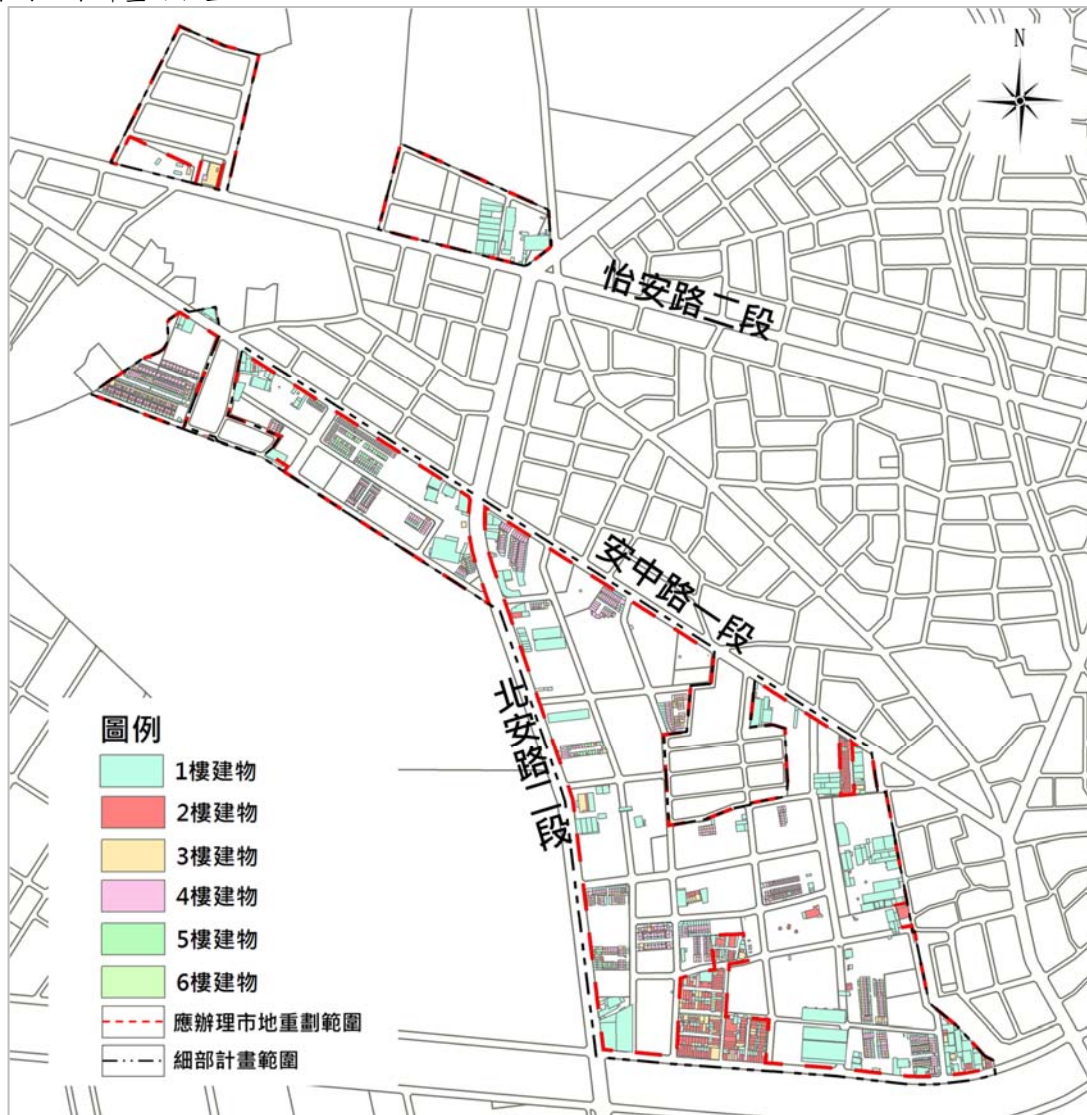 N
怡安路二段
安中路一段
北安路二段
圖例
1樓建物
2樓建物
3樓建物
4樓建物
5樓建物
6樓建物
應辦理市地重劃範圍
細部計畫範圍